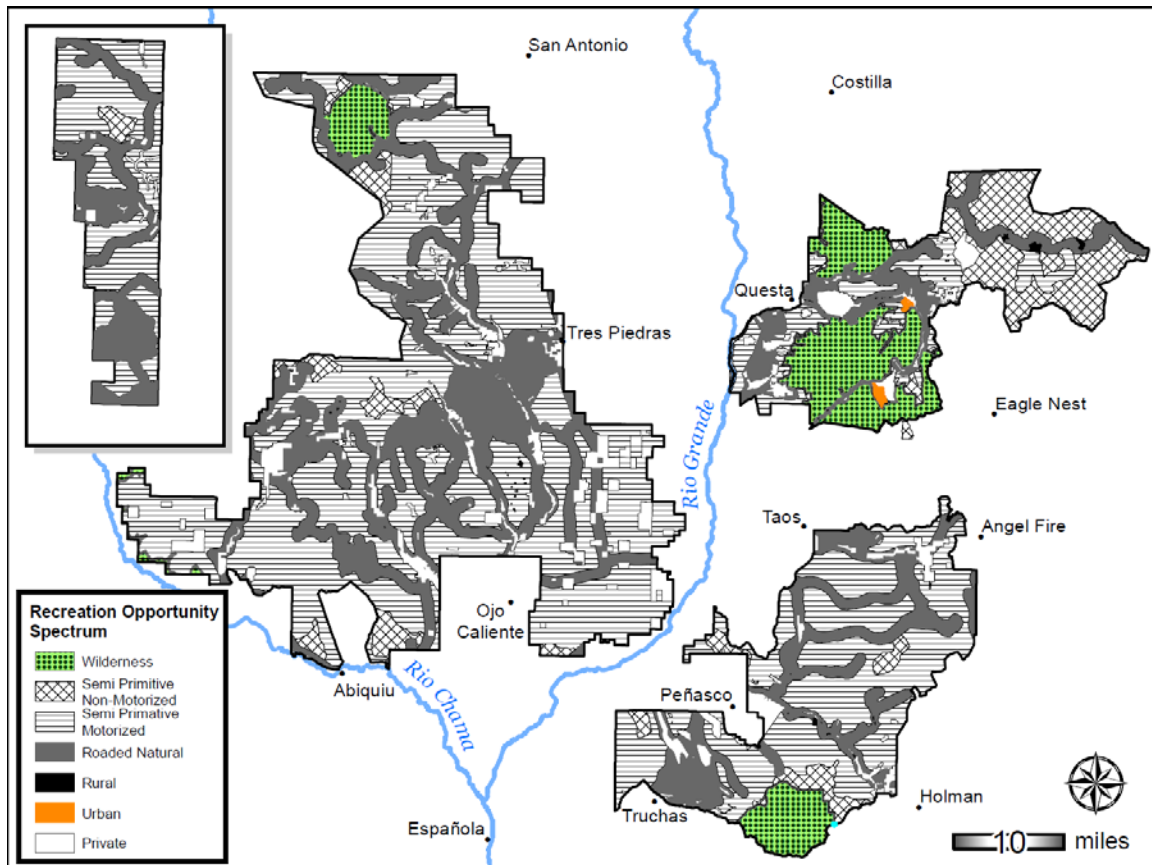 San Antonio
Costilla
Questa
Tres Piedras
Eagle Nest
Rio Grande
Taos
Angel Fire
Recreation Opportunity
Spectrum
Wilderness
Semi Primitive
Non-Motorized
Semi Primative
Motorized
Roaded Natural
Rural
Urban
Private
Ojo
Caliente
Abiquiu
Rio Chama
Peñasco
Truchas
Holman
Española
10 miles